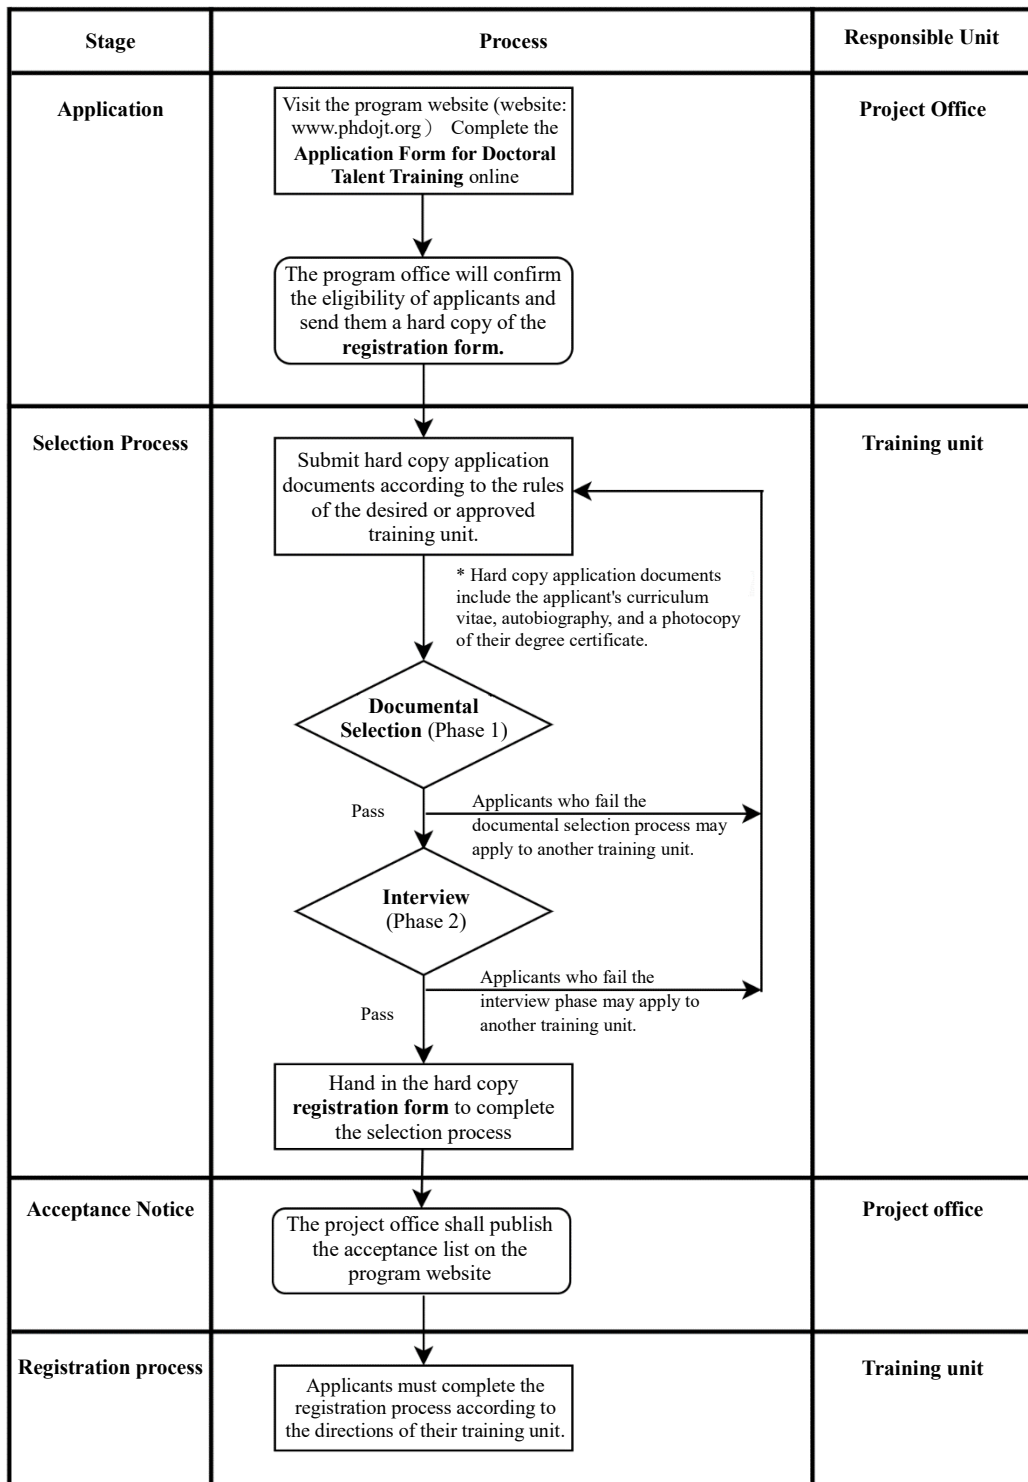 Stage
Process
Responsible Unit
Application
Visit the program website (website:
www.phdojt.org） Complete the
Application Form for Doctoral
Talent Training online
Project Office
The program office will confirm
the eligibility of applicants and
send them a hard copy of the
registration form.
Selection Process
Submit hard copy application
documents according to the rules
of the desired or approved
training unit.
Training unit
* Hard copy application documents
include the applicant's curriculum
vitae, autobiography, and a photocopy
of their degree certificate.
Documental
Selection (Phase 1)
Pass
Applicants who fail the
documental selection process may
apply to another training unit.
Interview
(Phase 2)
Pass
Applicants who fail the
interview phase may apply to
another training unit.
Hand in the hard copy
registration form to complete
the selection process
Acceptance Notice
The project office shall publish
the acceptance list on the
program website
Project office
Registration process
Applicants must complete the
registration process according to
the directions of their training unit.
Training unit